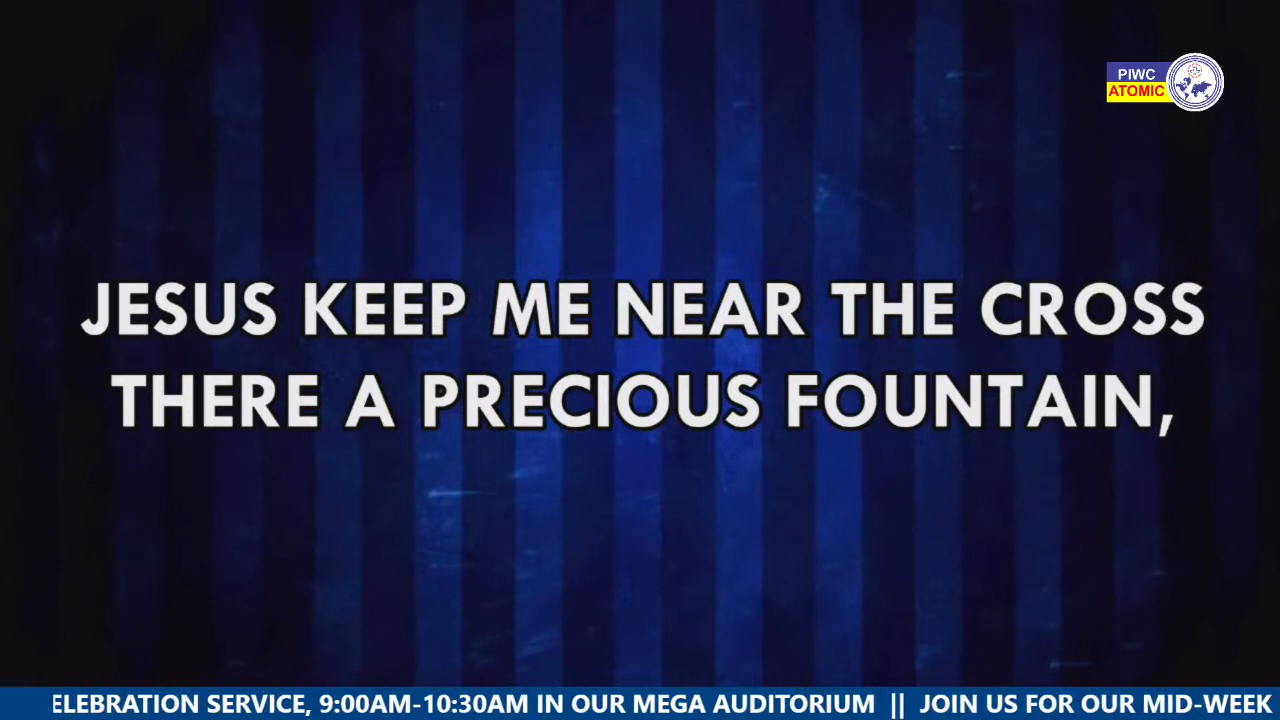 PIWC
ATOMIC
JESUS KEEP ME NEAR THE CROSS
THERE A PRECIOUS FOUNTAIN,
ELEBRATION SERVICE, 9:00AM-10:30AM IN OUR MEGA AUDITORIUM || JOIN US FOR OUR MID-WEEK